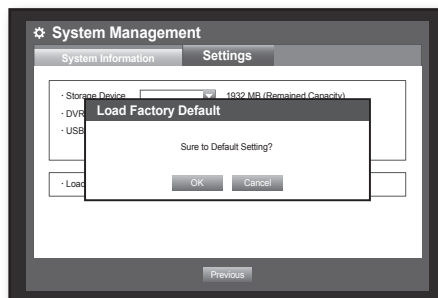 System Management
System Information Settings
· Storage Device 1932 MB (Remained Capacity)
· DVR
· USB
Load Factory Default
Sure to Default Setting?
OK Cancel
· Load
Previous